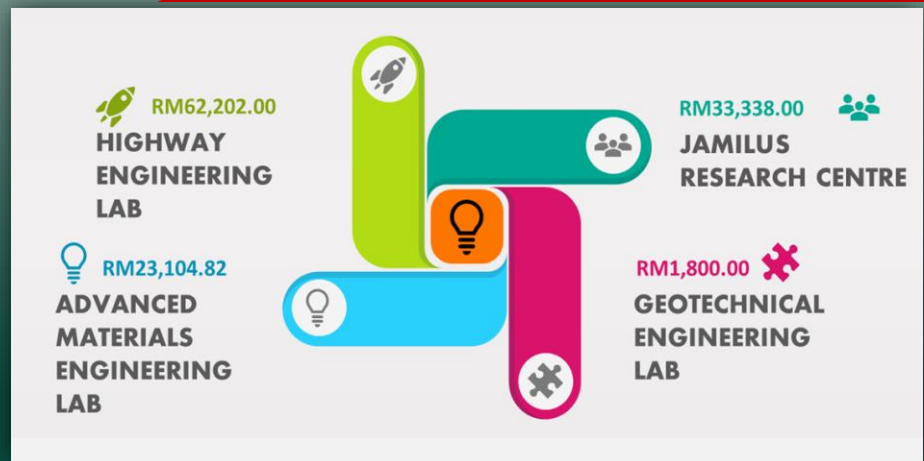 RM62,202.00
HIGHWAY
ENGINEERING
LAB
RM33,338.00
JAMILUS
RESEARCH CENTRE
RM23,104.82
ADVANCED
MATERIALS
ENGINEERING
LAB
RM1,800.00
GEOTECHNICAL
ENGINEERING
LAB